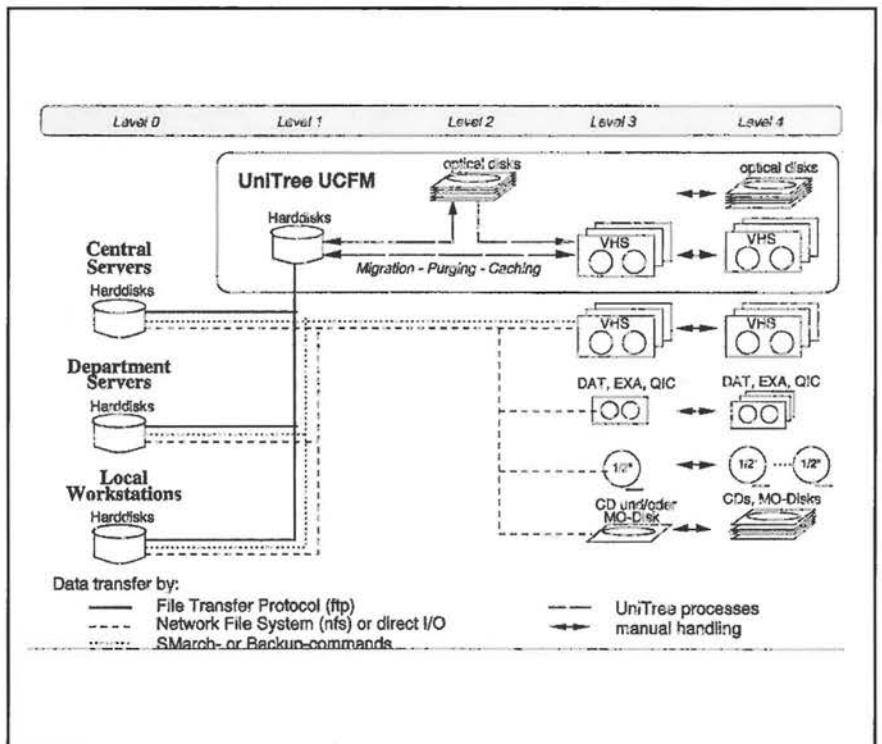 Level 0 Level 1 Level 2 Level 3 Level 4
UniTree UCFM
optical disks
optical disks
Harddisks
VHS
VHS
Migration - Purging - Caching
Central
Servers
Harddisks
VHS
VHS
Department
Servers
Harddisks
DAT, EXA, QIC
DAT, EXA, QIC
Local
Workstations
Harddisks
1/2"
1/2"
1/2"
CD und/oder
MO-Disk
CDs, MO-Disks
Data transfer by:
File Transfer Protocol (ftp)
Network File System (nfs) or direct I/O
SMarch- or Backup-commands
UniTree processes
manual handling